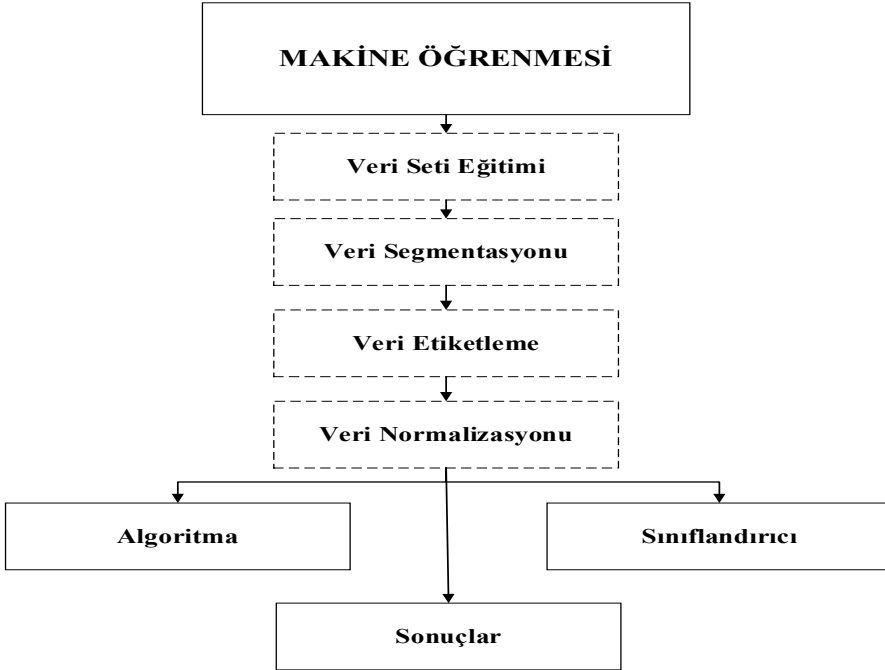 MAKİNE ÖĞRENMESİ
Veri Seti Eğitimi
Veri Segmentasyonu
Veri Etiketleme
Veri Normalizasyonu
Algoritma
Sınıflandırıcı
Sonuçlar